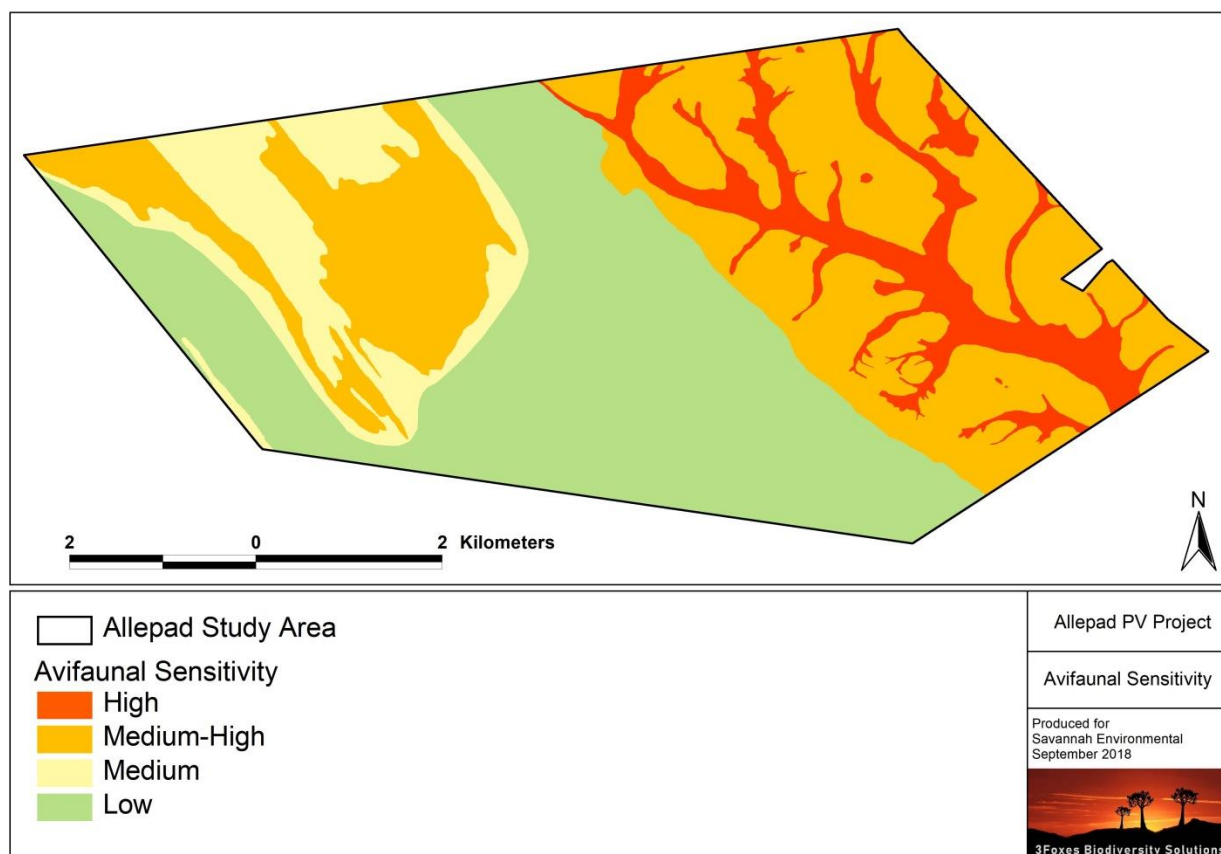 N
2 0 2 Kilometers
Allepad Study Area
Avifaunal Sensitivity
High
Medium-High
Medium
Low
Allepad PV Project
Avifaunal Sensitivity
Produced for
Savannah Environmental
September 2018
3Foxes Biodiversity Solutions